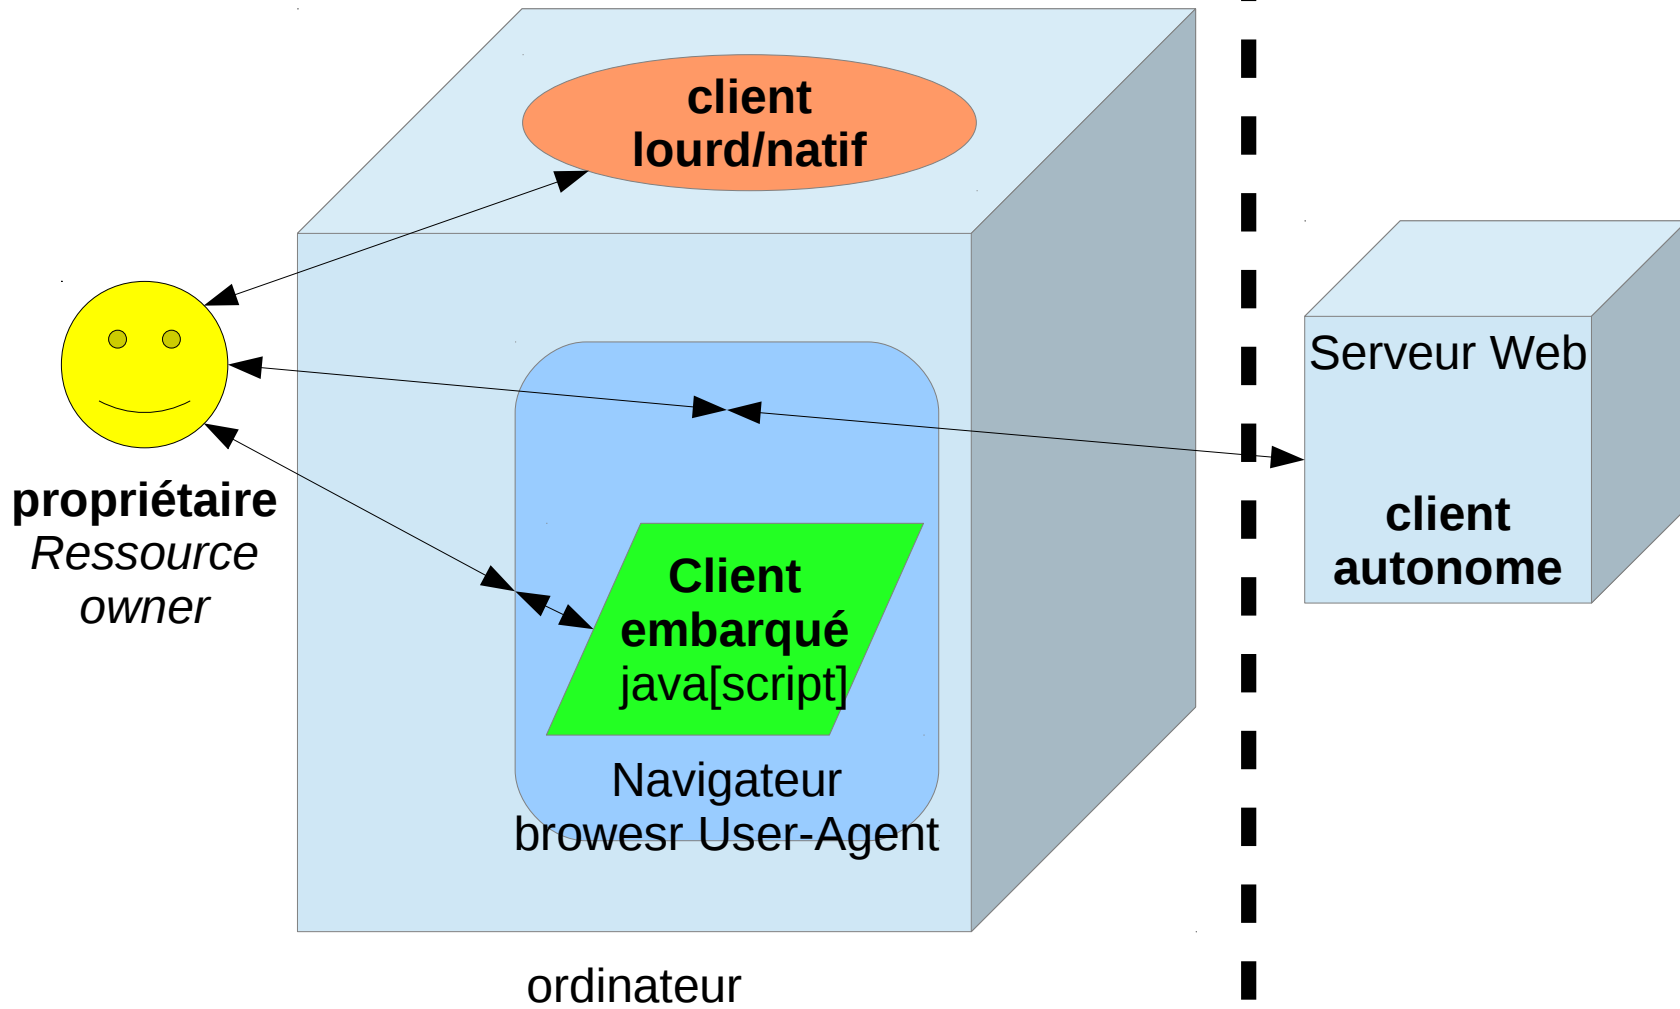 client
lourd/natif
propriétaire
Ressource
owner
Client
embarqué
java[script]
Navigateur
browesr User-Agent
ordinateur
Serveur Web
client
autonome